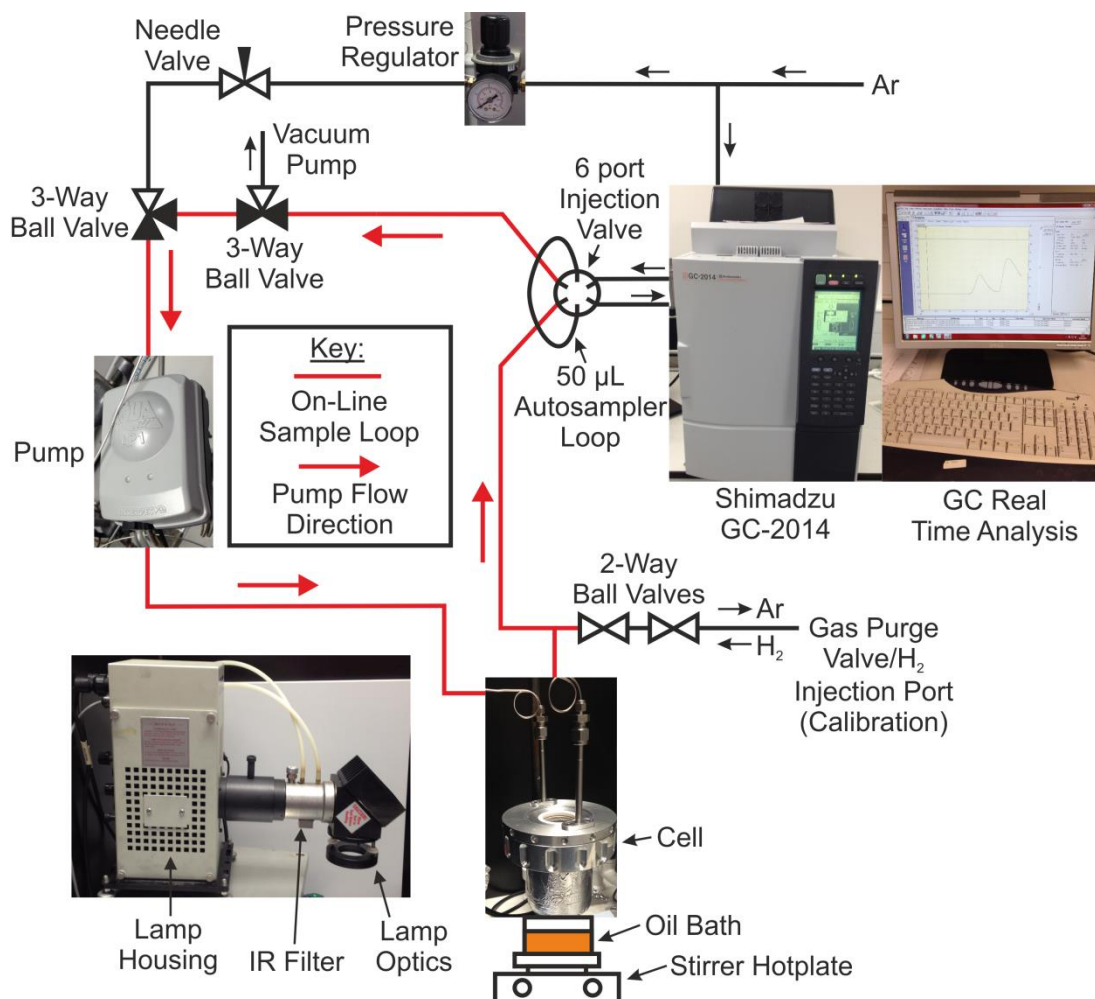 Needle
Valve
Pressure
Regulator
Ar
Vacuum
Pump
3-Way
Ball Valve
3-Way
Ball Valve
6 port
Injection
Valve
50 µL
Autosampler
Loop
GC-2014
Shimadzu
GC-2014
GC Real
Time Analysis
Key:
On-Line
Sample Loop
Pump Flow
Direction
Pump
2-Way
Ball Valves
Ar
H₂
Gas Purge
Valve/H₂
Injection Port
(Calibration)
Cell
Oil Bath
Stirrer Hotplate
Lamp
Housing
IR Filter
Lamp
Optics